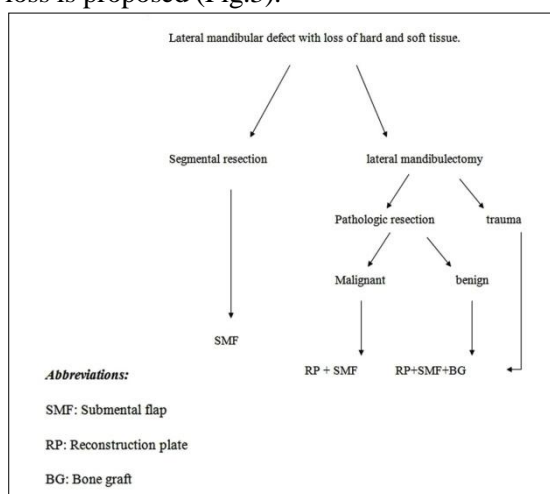 loss is proposed (Fig.5).
Lateral mandibular defect with loss of hard and soft tissue.
Segmental resection lateral mandibulectomy
Pathologic resection trauma
Malignant benign
SMF
RP + SMF RP+SMF+BG
Abbreviations:
SMF: Submental flap
RP: Reconstruction plate
BG: Bone graft